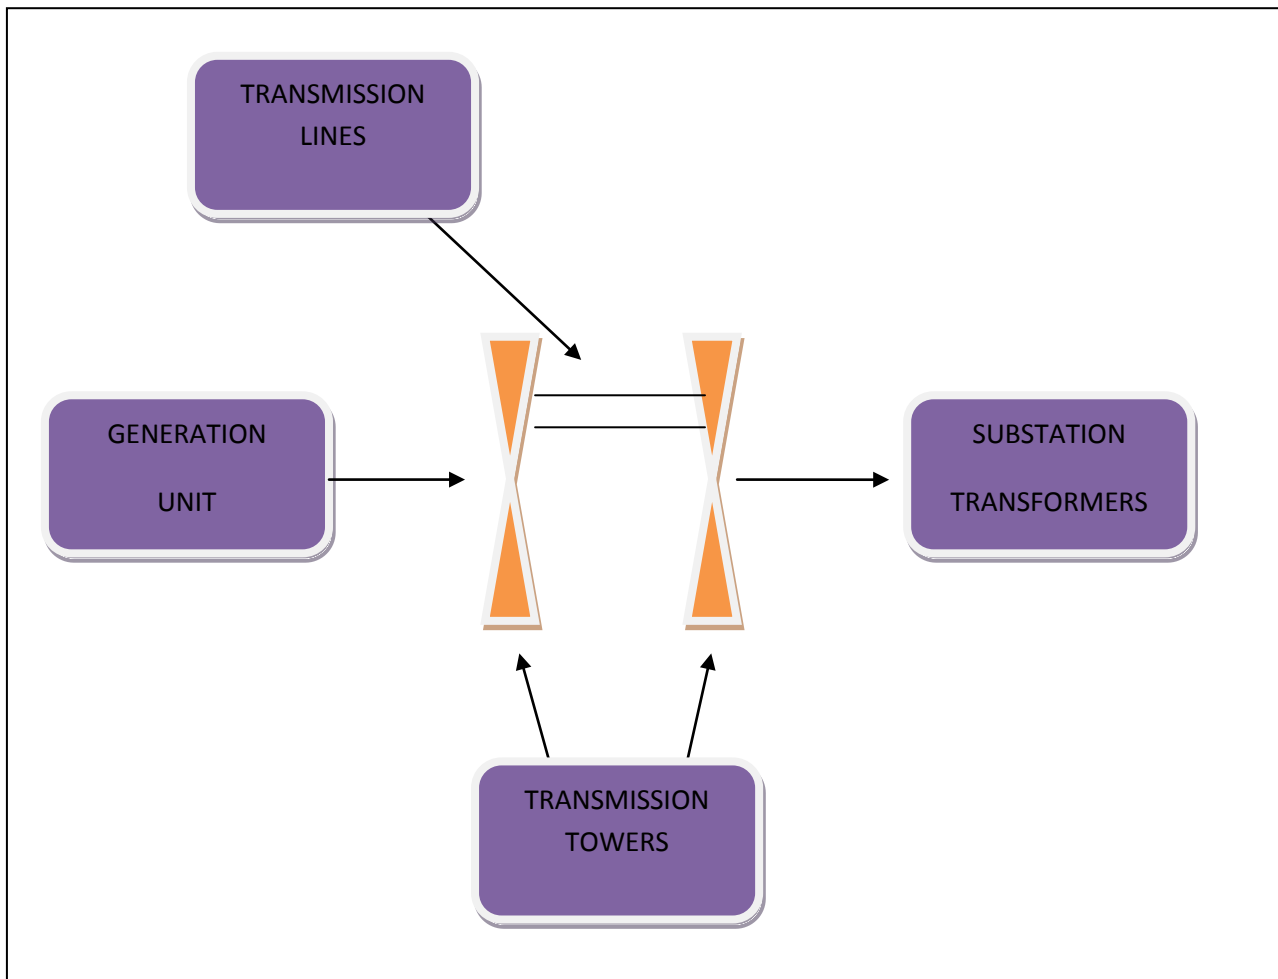 TRANSMISSION
LINES
GENERATION
UNIT
SUBSTATION
TRANSFORMERS
TRANSMISSION
TOWERS